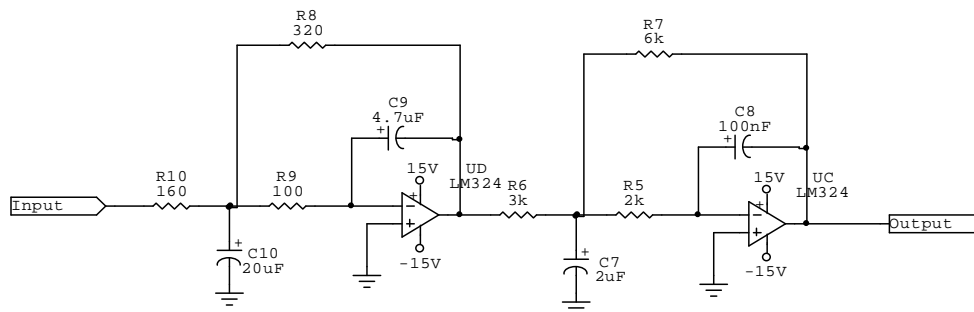 R8
320
R7
6k
C9
4.7uF
C8
100nF
15V
UD
LM324
15V
UC
LM324
R10
160
R9
100
R6
3k
R5
2k
Input
Output
C10
20uF
-15V
C7
2uF
-15V